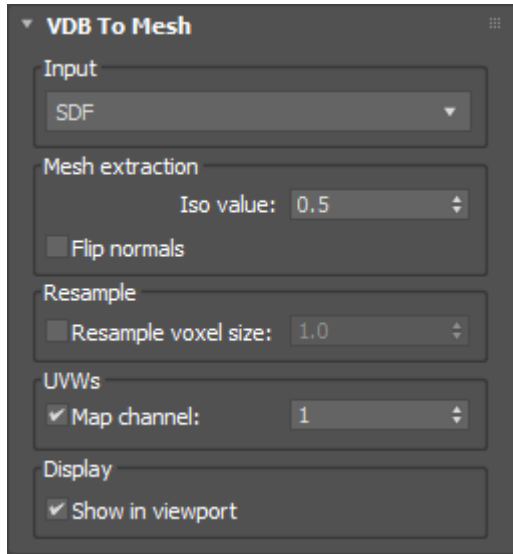 VDB To Mesh
Input
SDF
Mesh extraction
Iso value: 0.5
Flip normals
Resample
Resample voxel size: 1.0
UVWs
Map channel: 1
Display
Show in viewport